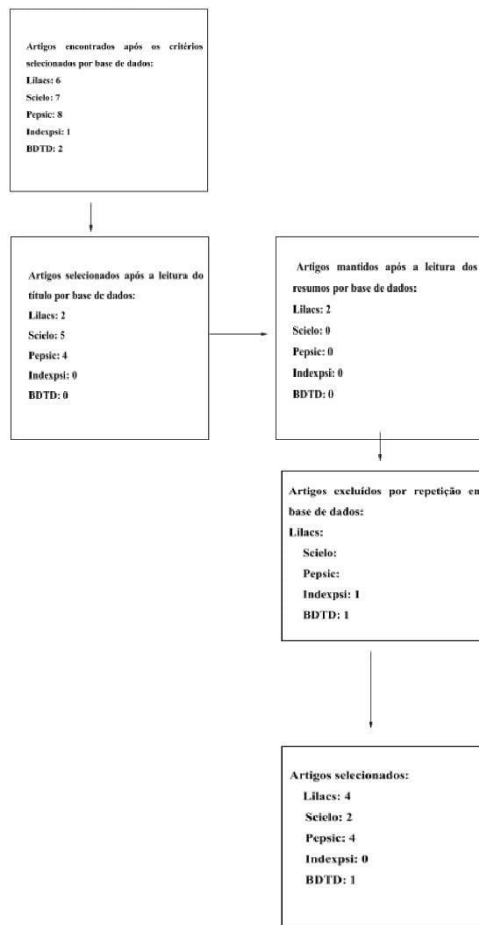 Artigos encontrados após os critérios
selecionados por base de dados:
Lilacs: 6
Scielo: 7
Pepsic: 8
Indexpsi: 1
BDTD: 2
Artigos selecionados após a leitura do
título por base de dados:
Lilacs: 2
Scielo: 5
Pepsic: 4
Indexpsi: 0
BDTD: 0
Artigos mantidos após a leitura dos
resumos por base de dados:
Lilacs: 2
Scielo: 0
Pepsic: 0
Indexpsi: 0
BDTD: 0
Artigos excluídos por repetição em
base de dados:
Lilacs:
Scielo:
Pepsic:
Indexpsi: 1
BDTD: 1
Artigos selecionados:
Lilacs: 4
Scielo: 2
Pepsic: 4
Indexpsi: 0
BDTD: 1